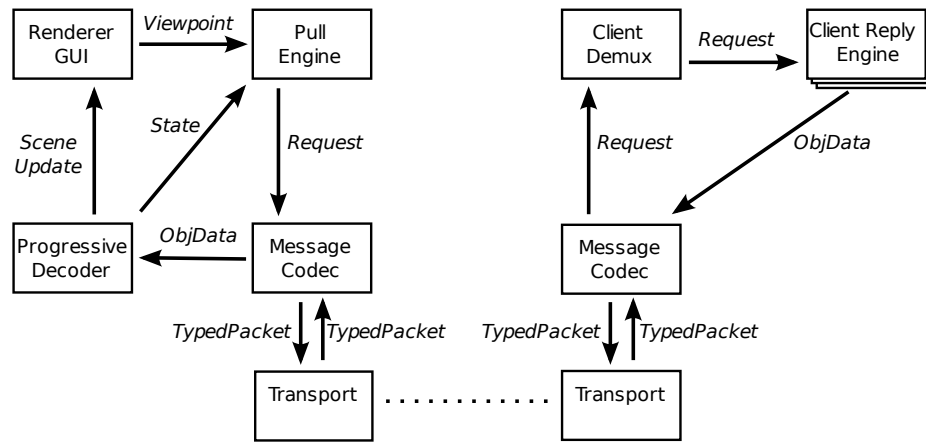 Renderer
GUI
Viewpoint
Pull
Engine
Client
Demux
Request
Client Reply
Engine
Scene
Update
State
Request
Request
ObjData
Progressive
Decoder
ObjData
Message
Codec
Message
Codec
TypedPacket
TypedPacket
TypedPacket
TypedPacket
Transport
Transport